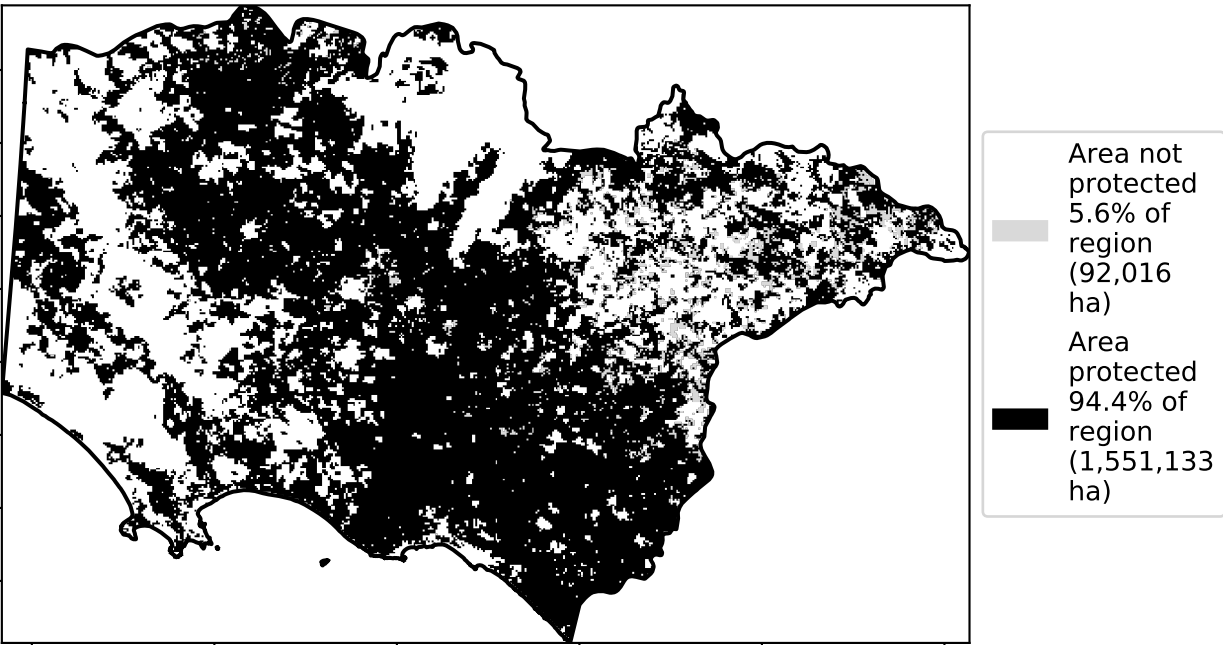 Area not
protected
5.6% of
region
(92,016
ha)
Area
protected
94.4% of
region
(1,551,133
ha)